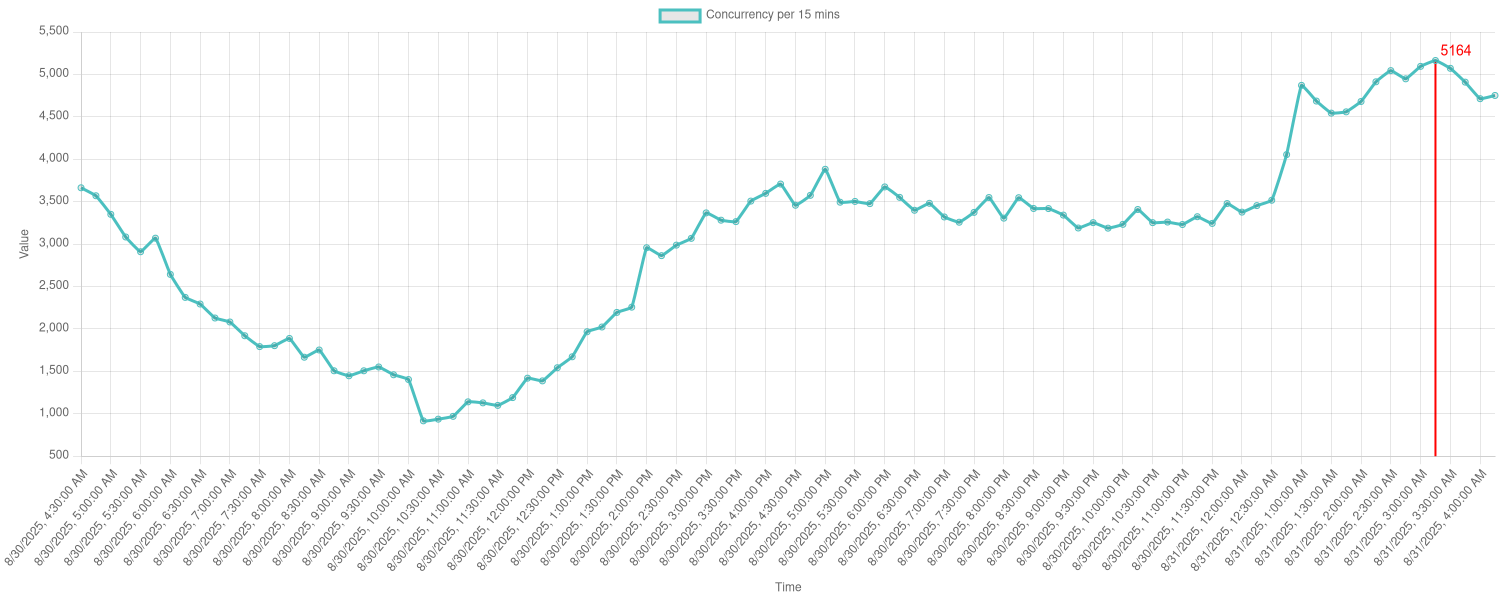 Concurrency per 15 mins
5164
5,500
5,000
4,500
4,000
3,500
3,000
2,500
2,000
1,500
1,000
500
Value
8/30/2025, 4:30:00 AM
8/30/2025, 5:00:00 AM
8/30/2025, 5:30:00 AM
8/30/2025, 6:00:00 AM
8/30/2025, 6:30:00 AM
8/30/2025, 7:00:00 AM
8/30/2025, 7:30:00 AM
8/30/2025, 8:00:00 AM
8/30/2025, 8:30:00 AM
8/30/2025, 9:00:00 AM
8/30/2025, 9:30:00 AM
8/30/2025, 10:00:00 AM
8/30/2025, 10:30:00 AM
8/30/2025, 11:00:00 AM
8/30/2025, 11:30:00 AM
8/30/2025, 12:00:00 PM
8/30/2025, 12:30:00 PM
8/30/2025, 1:00:00 PM
8/30/2025, 1:30:00 PM
8/30/2025, 2:00:00 PM
8/30/2025, 2:30:00 PM
8/30/2025, 3:00:00 PM
8/30/2025, 3:30:00 PM
8/30/2025, 4:00:00 PM
8/30/2025, 4:30:00 PM
8/30/2025, 5:00:00 PM
8/30/2025, 5:30:00 PM
8/30/2025, 6:00:00 PM
8/30/2025, 6:30:00 PM
8/30/2025, 7:00:00 PM
8/30/2025, 7:30:00 PM
8/30/2025, 8:00:00 PM
8/30/2025, 8:30:00 PM
8/30/2025, 9:00:00 PM
8/30/2025, 9:30:00 PM
8/30/2025, 10:00:00 PM
8/30/2025, 10:30:00 PM
8/30/2025, 11:00:00 PM
8/30/2025, 11:30:00 PM
8/31/2025, 12:00:00 AM
8/31/2025, 12:30:00 AM
8/31/2025, 1:00:00 AM
8/31/2025, 1:30:00 AM
8/31/2025, 2:00:00 AM
8/31/2025, 2:30:00 AM
8/31/2025, 3:00:00 AM
8/31/2025, 3:30:00 AM
8/31/2025, 4:00:00 AM
Time